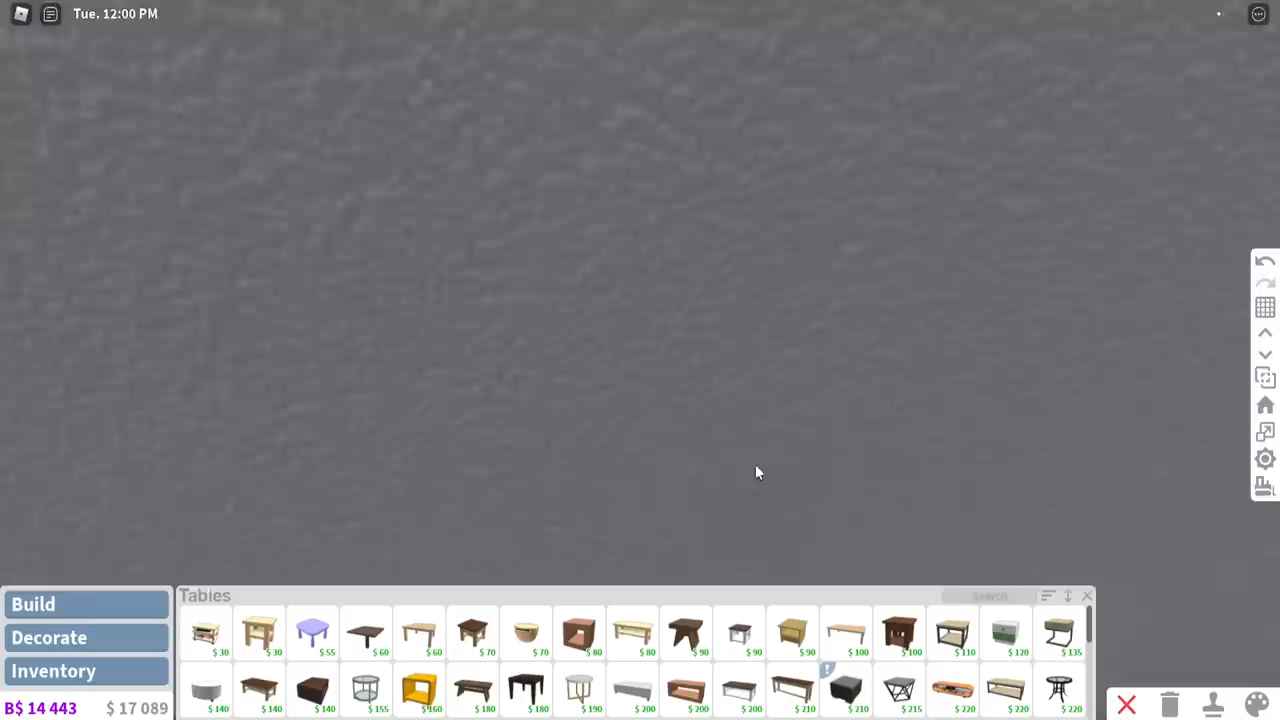 Tue. 12:00 PM
Build
Decorate
Inventory
B$ 14 443 $ 17 089
Tables
Search
$ 30 $ 30 $ 55 $ 60 $ 60 $ 70 $ 70 $ 80 $ 80 $ 90 $ 90 $ 90 $ 100 $ 100 $ 110 $ 120 $ 135
$ 140 $ 140 $ 140 $ 155 $ 160 $ 180 $ 180 $ 190 $ 200 $ 200 $ 200 $ 210 $ 210 $ 215 $ 220 $ 220 $ 220